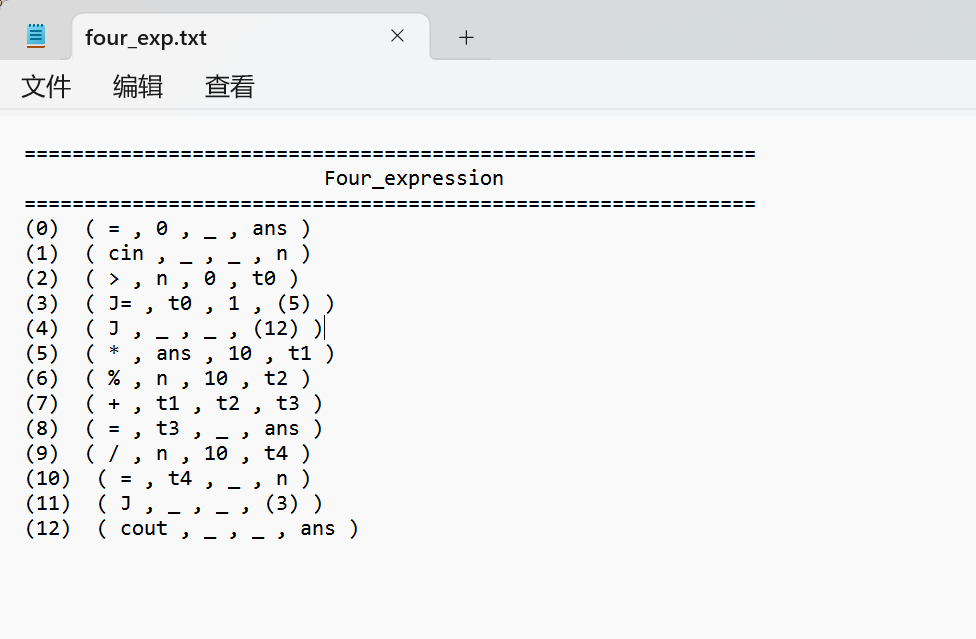 four_exp.txt
文件 编辑 查看
=============================================================
Four_expression
=============================================================
(0) ( = , 0 , _ , ans )
(1) ( cin , _ , _ , n )
(2) ( > , n , 0 , t0 )
(3) ( J= , t0 , 1 , (5) )
(4) ( J , _ , _ , (12) )
(5) ( * , ans , 10 , t1 )
(6) ( % , n , 10 , t2 )
(7) ( + , t1 , t2 , t3 )
(8) ( = , t3 , _ , ans )
(9) ( / , n , 10 , t4 )
(10) ( = , t4 , _ , n )
(11) ( J , _ , _ , (3) )
(12) ( cout , _ , _ , ans )